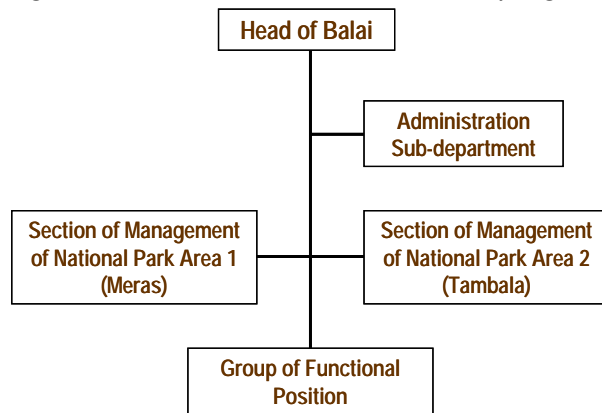 Head of Balai
Administration
Sub-department
Section of Management
of National Park Area 1
(Meras)
Section of Management
of National Park Area 2
(Tambala)
Group of Functional
Position